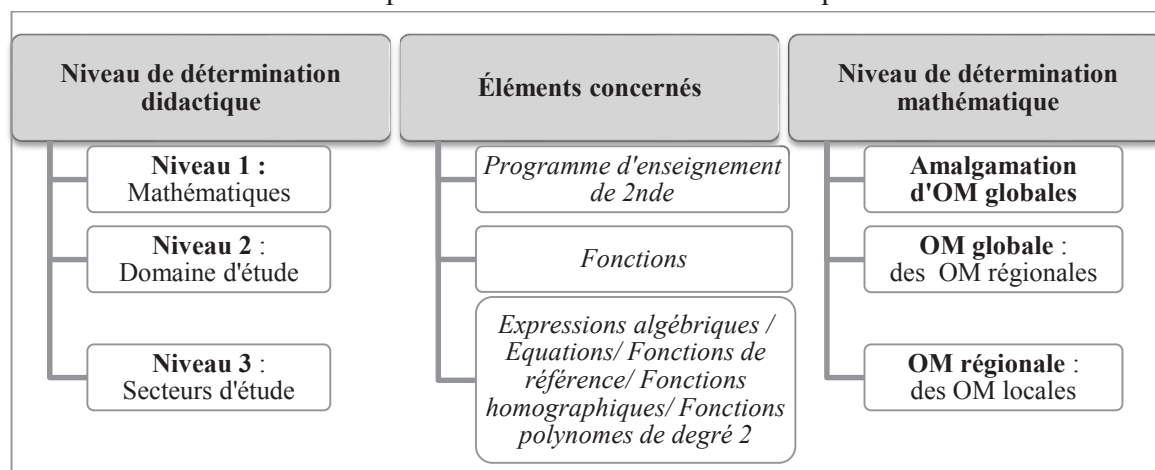 Niveau de détermination
didactique
Niveau 1 :
Mathématiques
Niveau 2 :
Domaine d'étude
Niveau 3 :
Secteurs d'étude
Éléments concernés
Programme d'enseignement
de 2nde
Fonctions
Expressions algébriques /
Equations/ Fonctions de
référence/ Fonctions
homographiques/ Fonctions
polynomes de degré 2
Niveau de détermination
mathématique
Amalgamation
d'OM globales
OM globale :
des OM régionales
OM régionale :
des OM locales